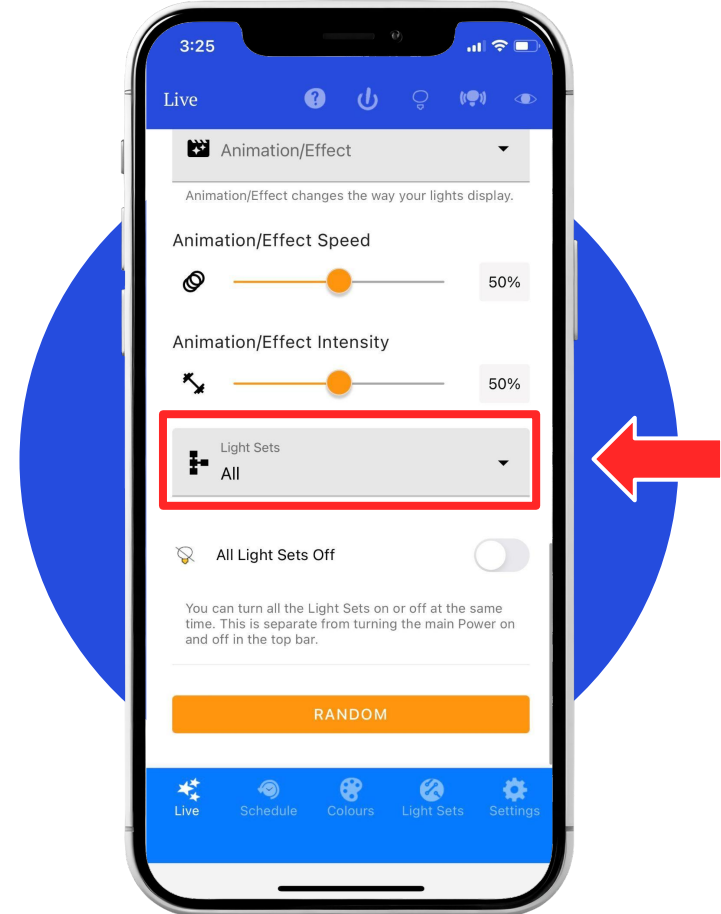 3:25
Live
Animation/Effect
Animation/Effect changes the way your lights display.
Animation/Effect Speed
50%
Animation/Effect Intensity
50%
Light Sets
All
All Light Sets Off
You can turn all the Light Sets on or off at the same
time. This is separate from turning the main Power on
and off in the top bar.
RANDOM
Live Schedule Colours Light Sets Settings